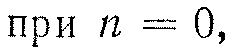 при n = 0,